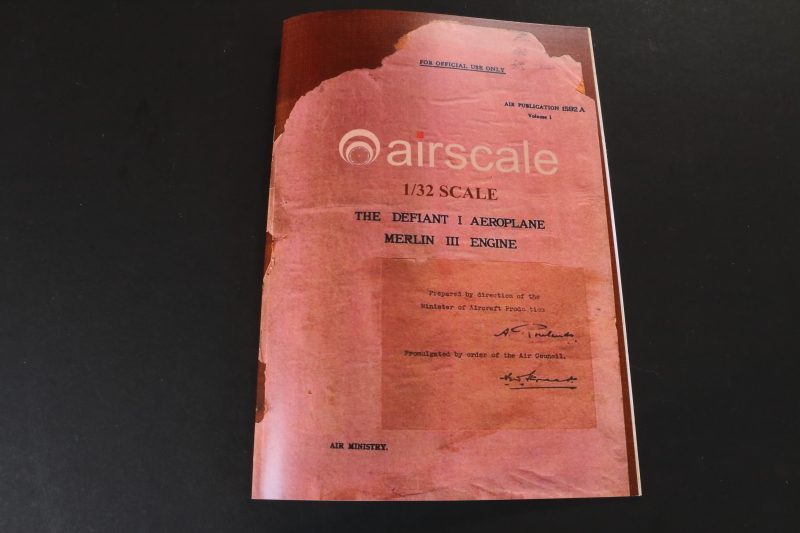 FOR OFFICIAL USE ONLY
AIR PUBLICATION 1592 A
Volume I
airscale
1/32 SCALE
THE DEFIANT I AEROPLANE
MERLIN III ENGINE
Prepared by direction of the
Minister of Aircraft Production
Promulgated by order of the Air Council.
AIR MINISTRY.